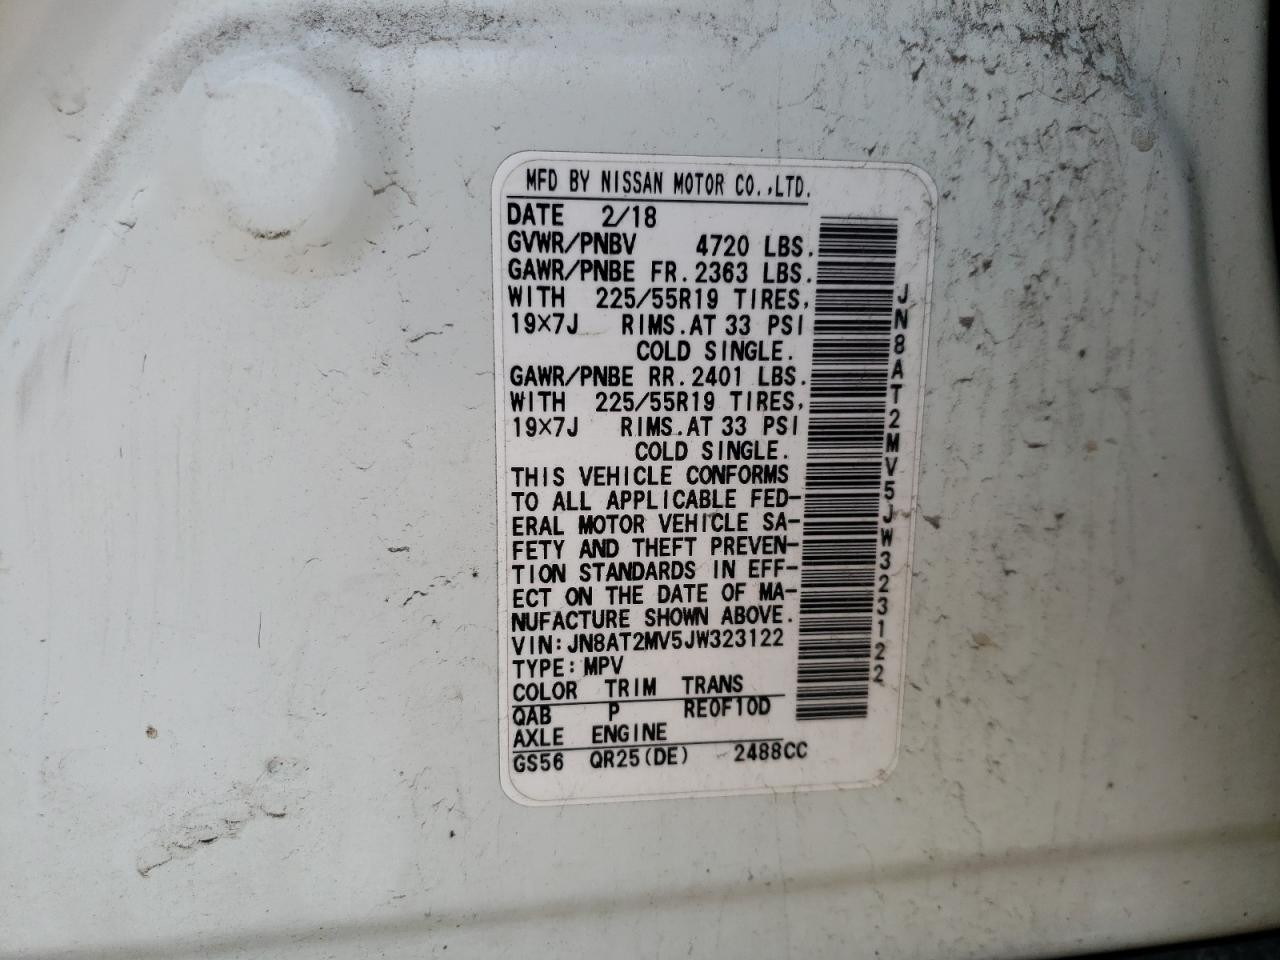 MFD BY NISSAN MOTOR CO.,LTD.
DATE 2/18
GVWR/PNBV 4720 LBS.
GAWR/PNBE FR.2363 LBS.
WITH 225/55R19 TIRES,
19×7J RIMS.AT 33 PSI
COLD SINGLE.
GAWR/PNBE RR.2401 LBS.
WITH 225/55R19 TIRES,
19×7J RIMS.AT 33 PSI
COLD SINGLE.
THIS VEHICLE CONFORMS
TO ALL APPLICABLE FED-
ERAL MOTOR VEHICLE SA-
FETY AND THEFT PREVEN-
TION STANDARDS IN EFF-
ECT ON THE DATE OF MA-
NUFACTURE SHOWN ABOVE.
VIN:JN8AT2MV5JW323122
TYPE:MPV
COLOR TRIM TRANS
QAB P RE0F10D
AXLE ENGINE
GS56 QR25(DE) 2488CC
JN8AT2MV5JW323122